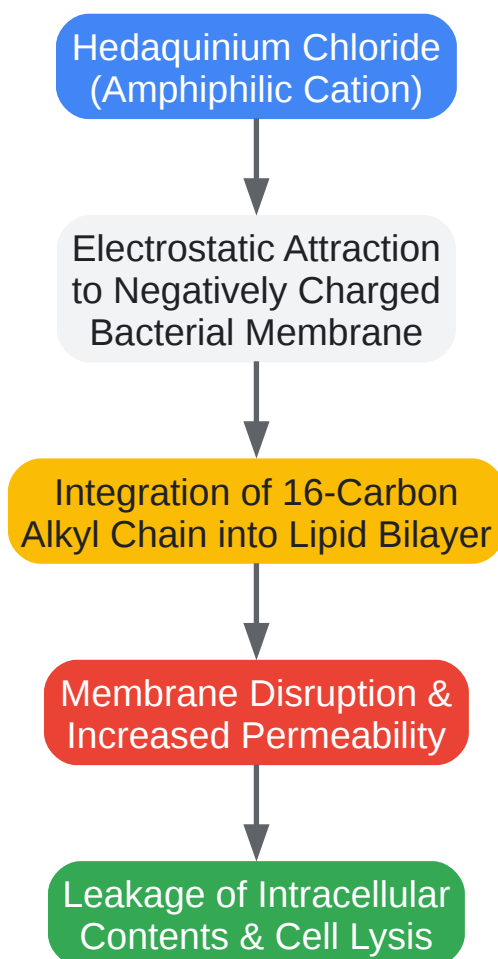 Hedaquinium Chloride
(Amphiphilic Cation)
Electrostatic Attraction
to Negatively Charged
Bacterial Membrane
Integration of 16-Carbon
Alkyl Chain into Lipid Bilayer
Membrane Disruption &
Increased Permeability
Leakage of Intracellular
Contents & Cell Lysis